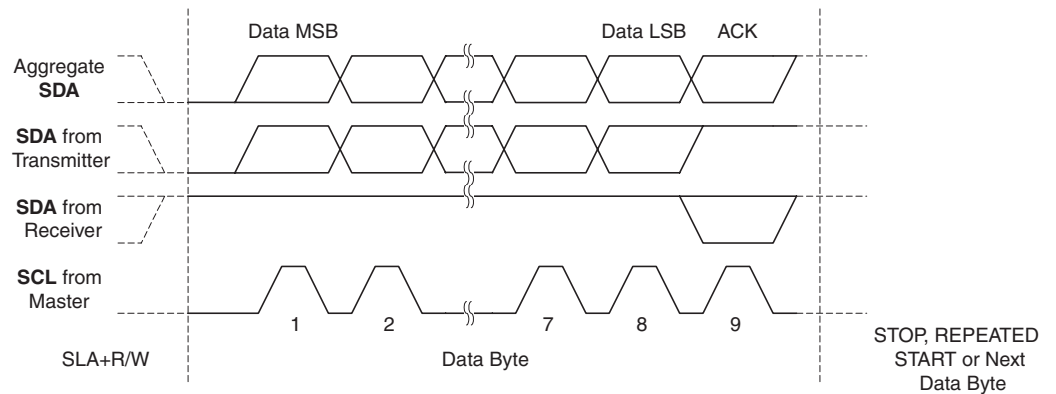 Data MSB
Data LSB
ACK
Aggregate
SDA
SDA from
Transmitter
SDA from
Receiver
SCL from
Master
1
2
7
8
9
SLA+R/W
Data Byte
STOP, REPEATED
START or Next
Data Byte